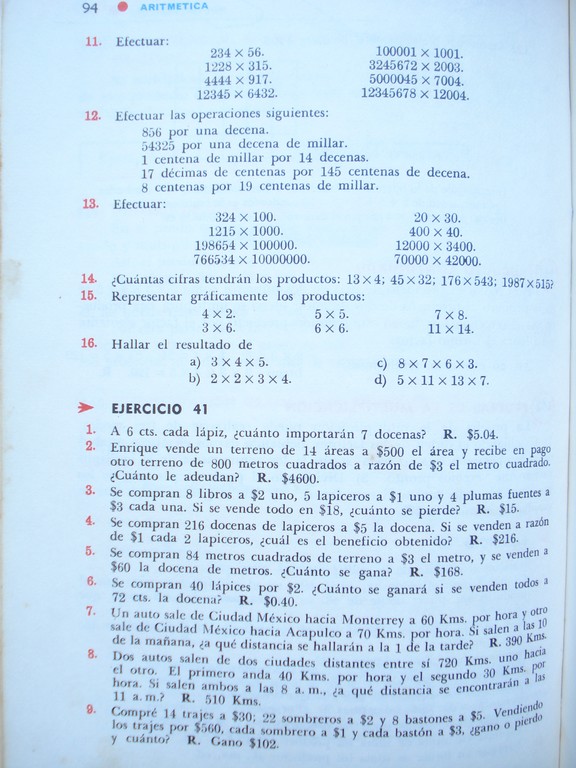 94 ● ARITMETICA
11. Efectuar:
234 × 56. 100001 × 1001.
1228 × 315. 3245672 × 2003.
4444 × 917. 5000045 × 7004.
12345 × 6432. 12345678 × 12004.
12. Efectuar las operaciones siguientes:
856 por una decena.
54325 por una decena de millar.
1 centena de millar por 14 decenas.
17 décimas de centenas por 145 centenas de decena.
8 centenas por 19 centenas de millar.
13. Efectuar:
324 × 100. 20 × 30.
1215 × 1000. 400 × 40.
198654 × 100000. 12000 × 3400.
766534 × 10000000. 70000 × 42000.
14. ¿Cuántas cifras tendrán los productos: 13 × 4; 45 × 32; 176 × 543; 1987 × 515?
15. Representar gráficamente los productos:
4 × 2. 5 × 5. 7 × 8.
3 × 6. 6 × 6. 11 × 14.
16. Hallar el resultado de
a) 3 × 4 × 5. c) 8 × 7 × 6 × 3.
b) 2 × 2 × 3 × 4. d) 5 × 11 × 13 × 7.
EJERCICIO 41
1. A 6 cts. cada lápiz, ¿cuánto importarán 7 docenas? R. $5.04.
2. Enrique vende un terreno de 14 áreas a $500 el área y recibe en pago
otro terreno de 800 metros cuadrados a razón de $3 el metro cuadrado.
¿Cuánto le adeudan? R. $4600.
3. Se compran 8 libros a $2 uno, 5 lapiceros a $1 uno y 4 plumas fuentes a
$3 cada una. Si se vende todo en $18, ¿cuánto se pierde? R. $15.
4. Se compran 216 docenas de lapiceros a $5 la docena. Si se venden a razón
de $1 cada 2 lapiceros, ¿cuál es el beneficio obtenido? R. $216.
5. Se compran 84 metros cuadrados de terreno a $3 el metro, y se venden a
$60 la docena de metros. ¿Cuánto se gana? R. $168.
6. Se compran 40 lápices por $2. ¿Cuánto se ganará si se venden todos a
72 cts. la docena? R. $0.40.
7. Un auto sale de Ciudad México hacia Monterrey a 60 Kms. por hora y otro
sale de Ciudad México hacia Acapulco a 70 Kms. por hora. Si salen a las 10
de la mañana, ¿a qué distancia se hallarán a la 1 de la tarde? R. 390 Kms.
8. Dos autos salen de dos ciudades distantes entre sí 720 Kms. uno hacia
el otro. El primero anda 40 Kms. por hora y el segundo 30 Kms. por
hora. Si salen ambos a las 8 a. m., ¿a qué distancia se encontrarán a las
11 a. m.? R. 510 Kms.
9. Compré 14 trajes a $30; 22 sombreros a $2 y 8 bastones a $5. Vendiendo
los trajes por $560, cada sombrero a $1 y cada bastón a $3, ¿gano o pierdo
y cuánto? R. Gano $102.